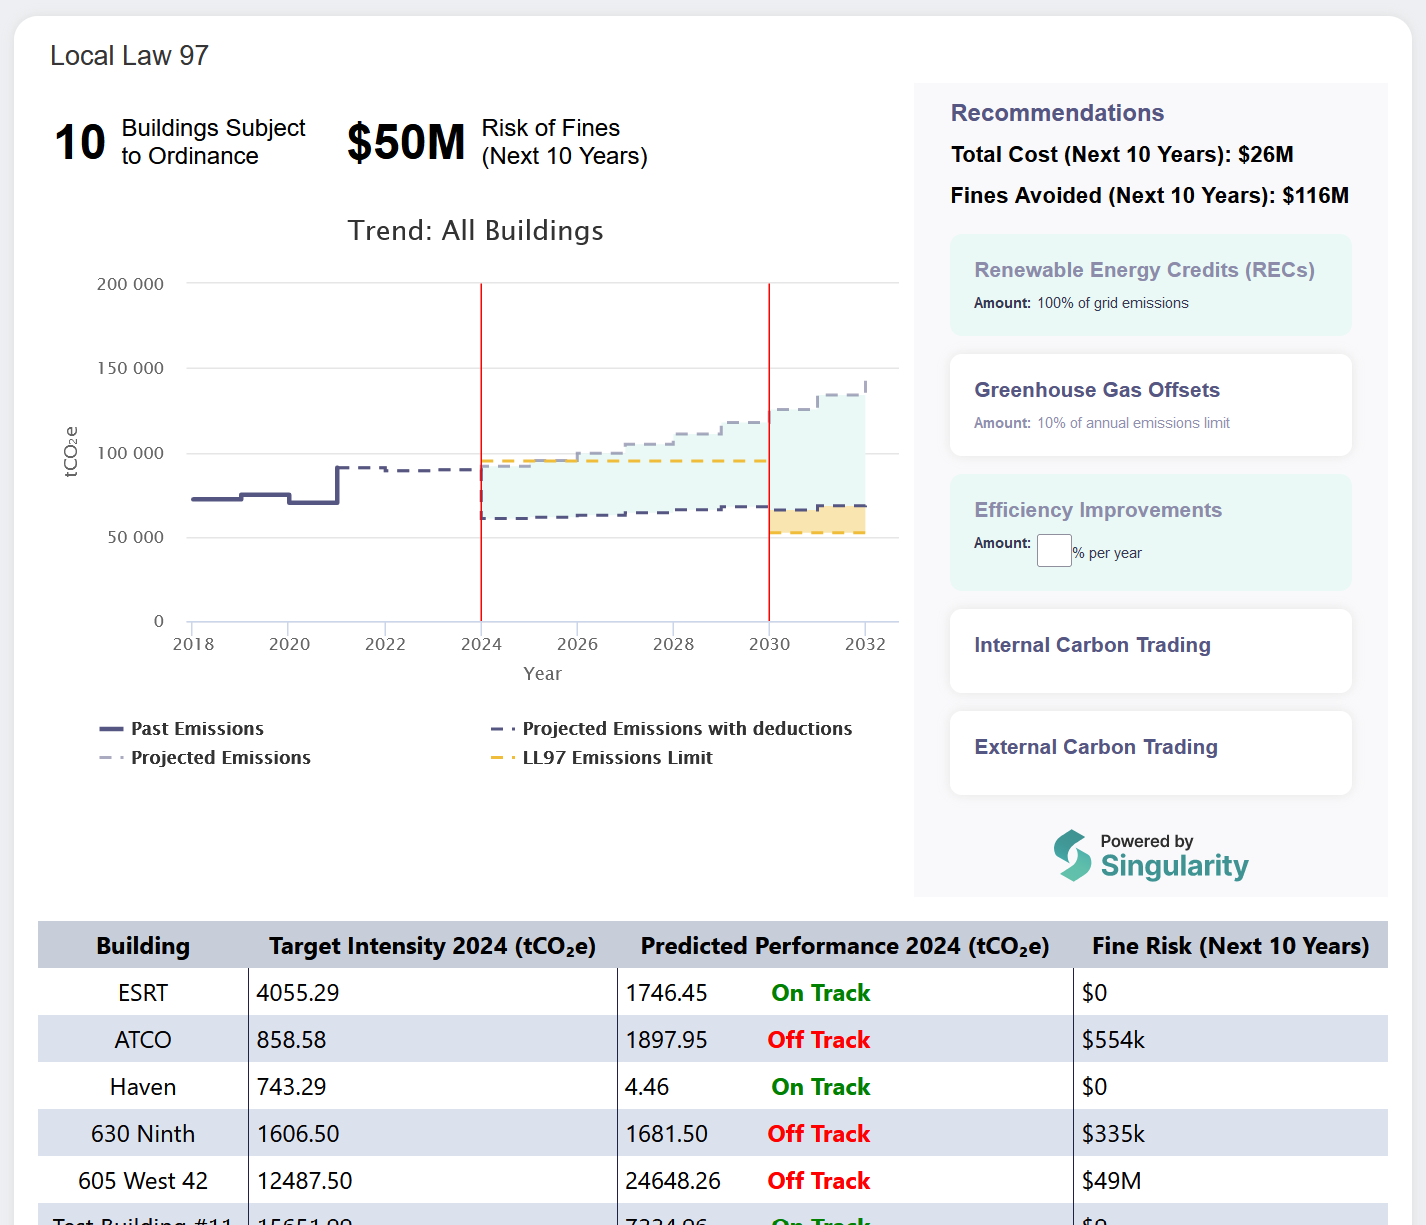 Local Law 97
10 Buildings Subject to Ordinance
$50M Risk of Fines (Next 10 Years)
Trend: All Buildings
200 000
150 000
100 000
50 000
0
tCO₂e
2018 2020 2022 2024 2026 2028 2030 2032
Year
Past Emissions
Projected Emissions with deductions
Projected Emissions
LL97 Emissions Limit
Recommendations
Total Cost (Next 10 Years): $26M
Fines Avoided (Next 10 Years): $116M
Renewable Energy Credits (RECs)
Amount: 100% of grid emissions
Greenhouse Gas Offsets
Amount: 10% of annual emissions limit
Efficiency Improvements
Amount: % per year
Internal Carbon Trading
External Carbon Trading
Powered by
Singularity
Building Target Intensity 2024 (tCO₂e) Predicted Performance 2024 (tCO₂e) Fine Risk (Next 10 Years)
ESRT 4055.29 1746.45 On Track $0
ATCO 858.58 1897.95 Off Track $554k
Haven 743.29 4.46 On Track $0
630 Ninth 1606.50 1681.50 Off Track $335k
605 West 42 12487.50 24648.26 Off Track $49M
Test Building #11 On Track $0